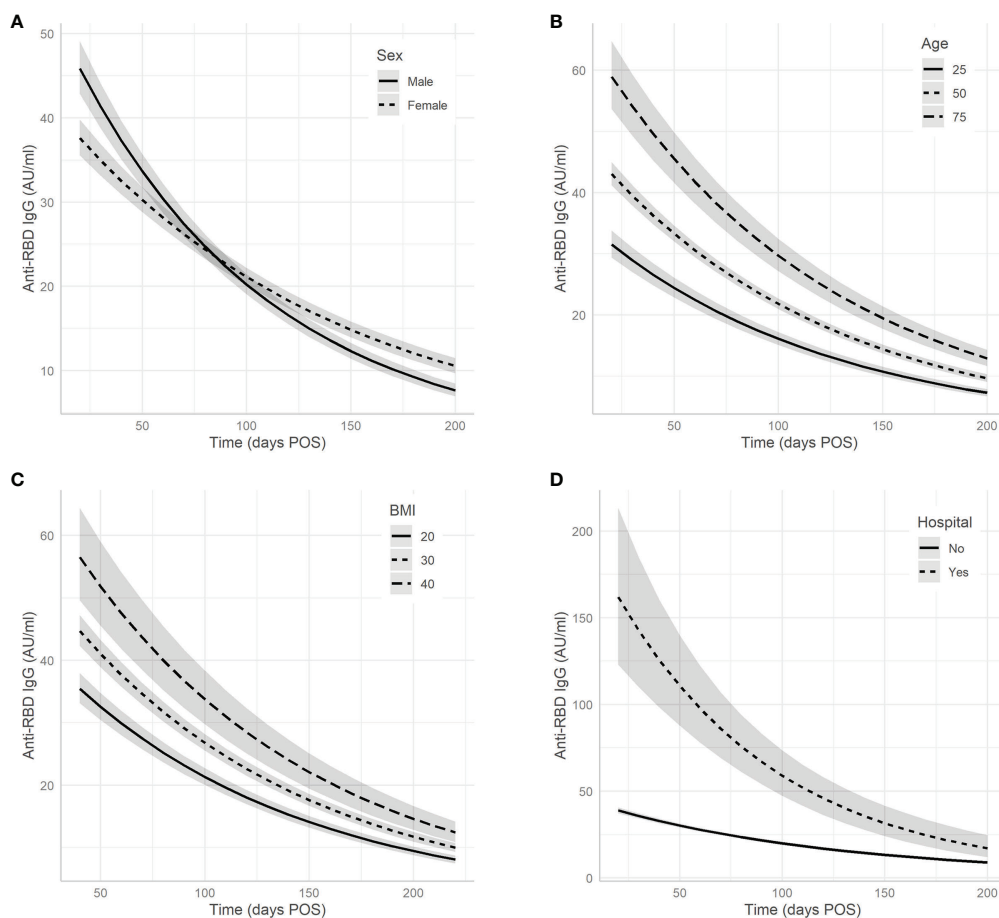 A
Anti-RBD IgG (AU/ml)
50
40
30
20
10
Sex
Male
Female
50
100
150
200
Time (days POS)
B
Anti-RBD IgG (AU/ml)
60
40
20
Age
25
50
75
50
100
150
200
Time (days POS)
C
Anti-RBD IgG (AU/ml)
60
40
20
BMI
20
30
40
50
100
150
200
Time (days POS)
D
Anti-RBD IgG (AU/ml)
200
150
100
50
0
Hospital
No
Yes
50
100
150
200
Time (days POS)